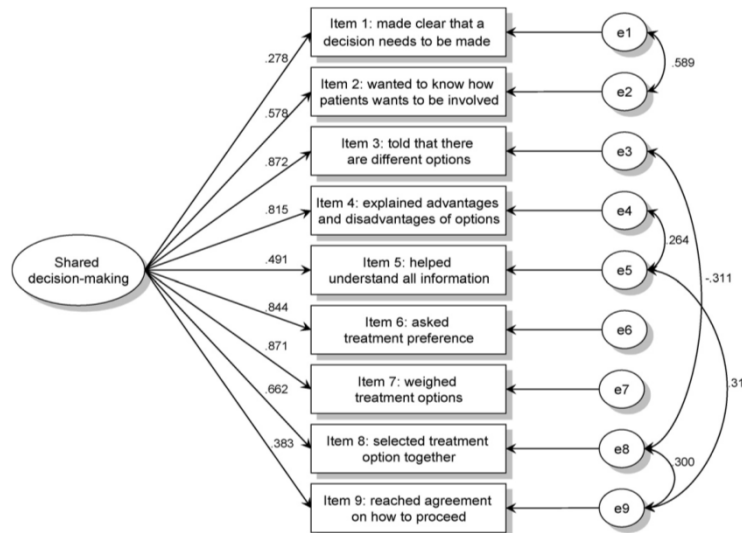 Item 1: made clear that a
decision needs to be made
e1
.278
.589
Item 2: wanted to know how
patients wants to be involved
e2
.578
Item 3: told that there
are different options
e3
.872
Item 4: explained advantages
and disadvantages of options
e4
.815
.264
Shared
decision-making
.491
Item 5: helped
understand all information
e5
-.311
.844
Item 6: asked
treatment preference
e6
.871
Item 7: weighed
treatment options
e7
.31
.662
Item 8: selected treatment
option together
e8
.383
.300
Item 9: reached agreement
on how to proceed
e9